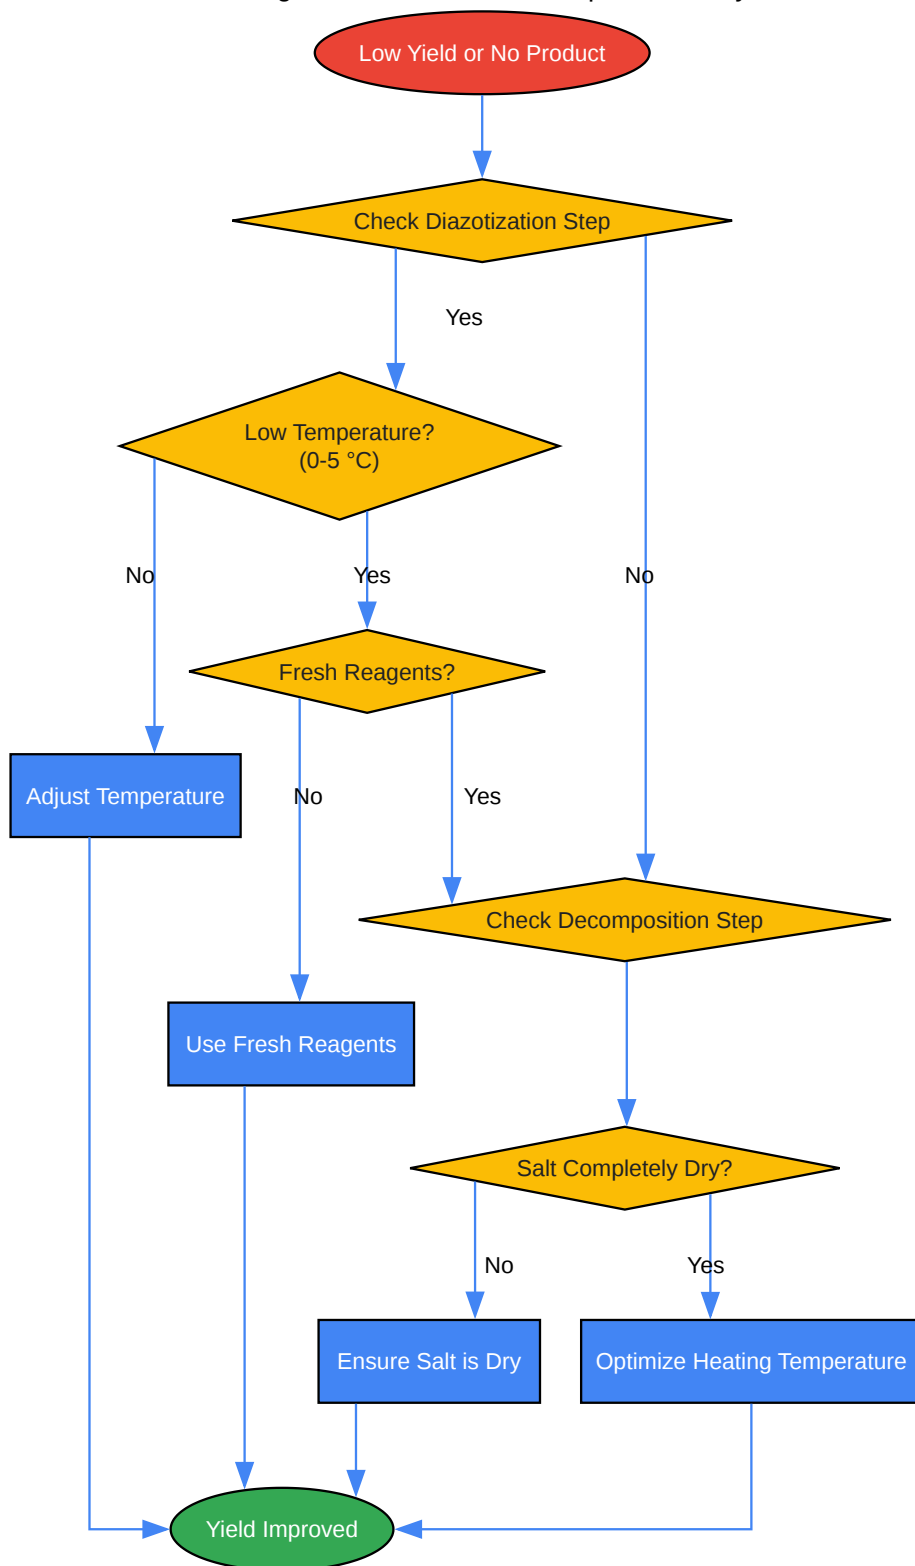 Low Yield or No Product
Check Diazotization Step
Yes
Low Temperature?
(0-5 °C)
No
Yes
No
Fresh Reagents?
Adjust Temperature
No
Yes
Check Decomposition Step
Use Fresh Reagents
Salt Completely Dry?
No
Yes
Ensure Salt is Dry
Optimize Heating Temperature
Yield Improved